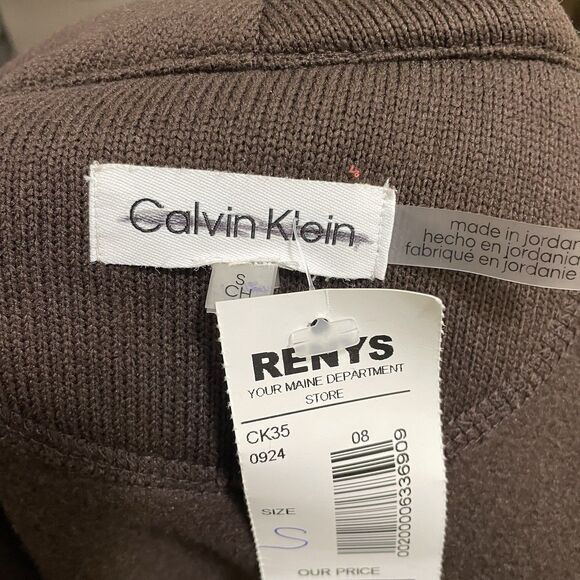 Calvin Klein
made in jordan
hecho en jordania
fabriqué en jordanie
S
CH
RENYS
YOUR MAINE DEPARTMENT
STORE
CK35
08
0924
00200006336909
SIZE
S
OUR PRICE